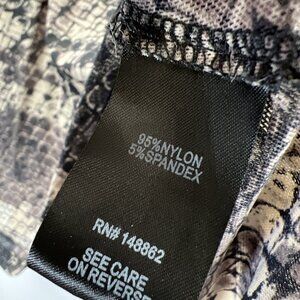 95%NYLON
5%SPANDEX
RN# 148862
SEE CARE
ON REVERSE